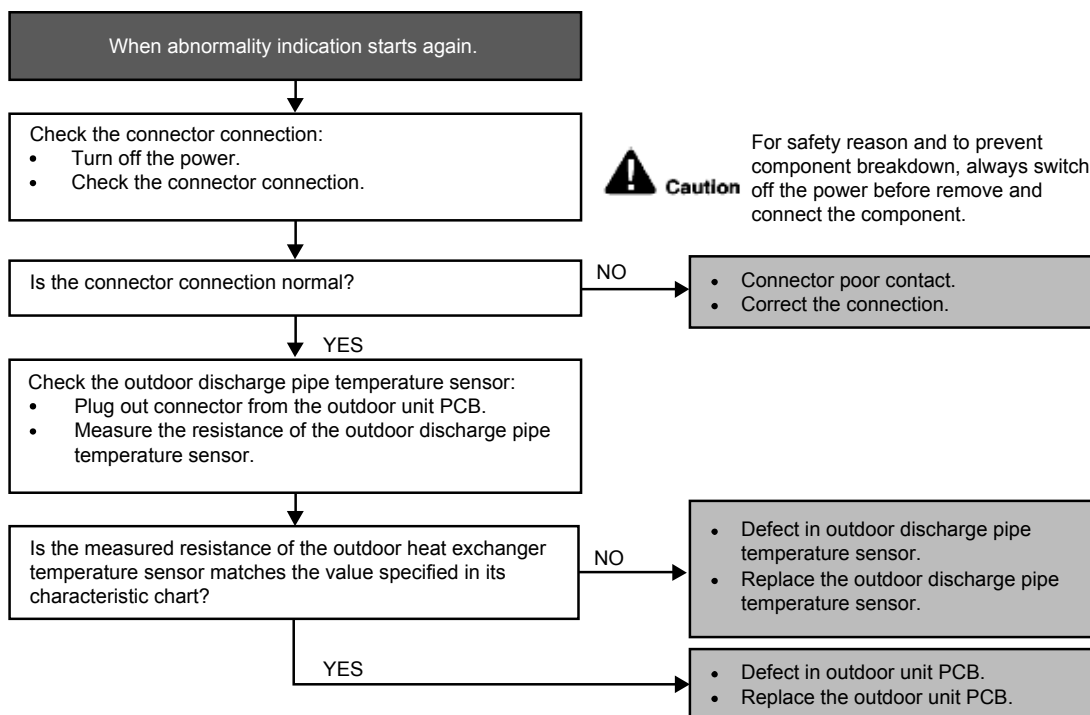 When abnormality indication starts again.
Check the connector connection:
• Turn off the power.
• Check the connector connection.
Caution
For safety reason and to prevent
component breakdown, always switch
off the power before remove and
connect the component.
Is the connector connection normal?
NO
• Connector poor contact.
• Correct the connection.
YES
Check the outdoor discharge pipe temperature sensor:
• Plug out connector from the outdoor unit PCB.
• Measure the resistance of the outdoor discharge pipe
temperature sensor.
Is the measured resistance of the outdoor heat exchanger
temperature sensor matches the value specified in its
characteristic chart?
NO
• Defect in outdoor discharge pipe
temperature sensor.
• Replace the outdoor discharge pipe
temperature sensor.
YES
• Defect in outdoor unit PCB.
• Replace the outdoor unit PCB.